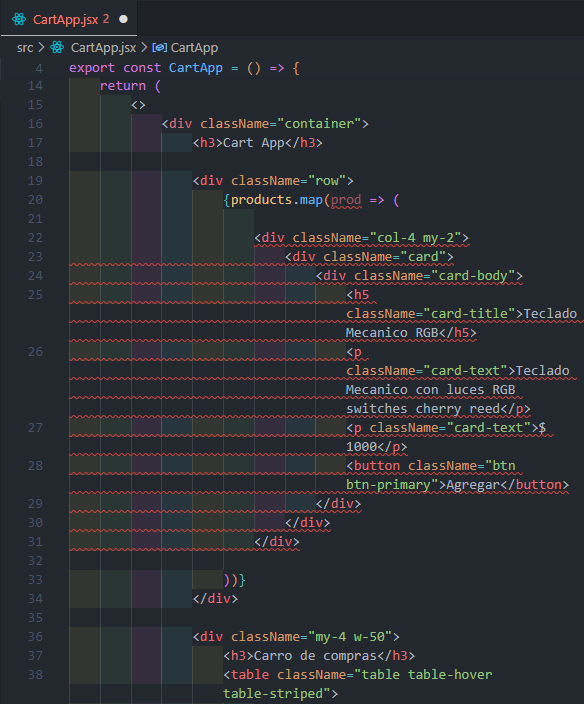 CartApp.jsx 2
src > CartApp.jsx > CartApp
4 export const CartApp = () => {
14 return (
15 <>
16 <div className="container">
17 <h3>Cart App</h3>
18
19 <div className="row">
20 {products.map(prod => (
21
22 <div className="col-4 my-2">
23 <div className="card">
24 <div className="card-body">
25 <h5
className="card-title">Teclado
Mecanico RGB</h5>
26 <p
className="card-text">Teclado
Mecanico con luces RGB
switches cherry reed</p>
27 <p className="card-text">$
1000</p>
28 <button className="btn
btn-primary">Agregar</button>
29 </div>
30 </div>
31 </div>
32
33 ))}
34 </div>
35
36 <div className="my-4 w-50">
37 <h3>Carro de compras</h3>
38 <table className="table table-hover
table-striped">